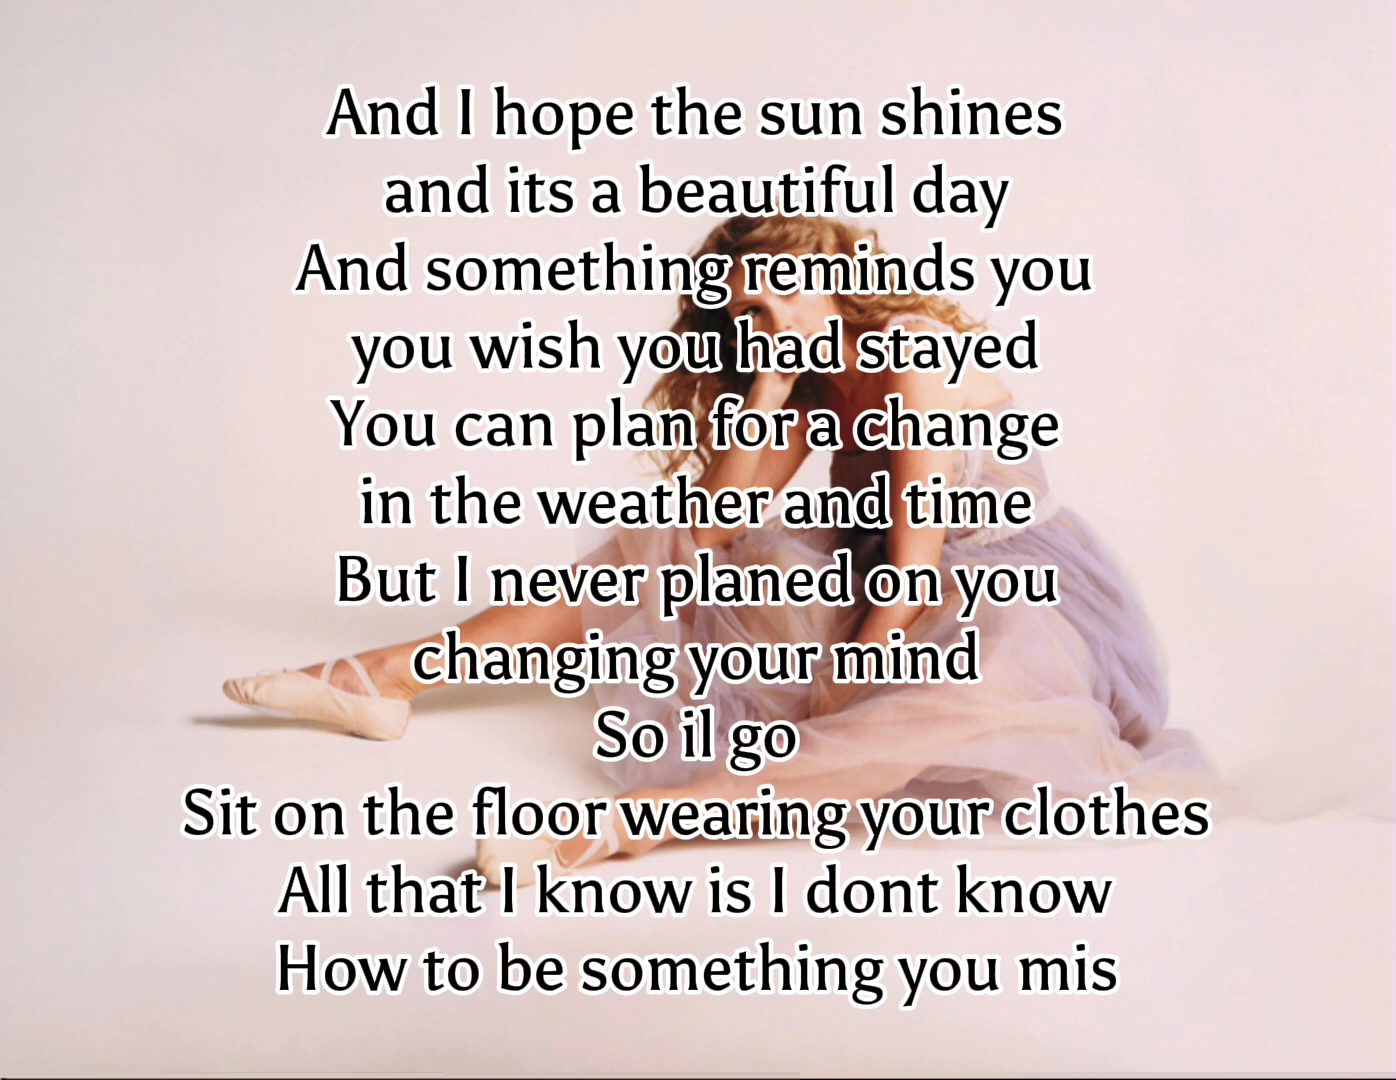 And I hope the sun shines
and its a beautiful day
And something reminds you
you wish you had stayed
You can plan for a change
in the weather and time
But I never planed on you
changing your mind
So il go
Sit on the floor wearing your clothes
All that I know is I dont know
How to be something you mis